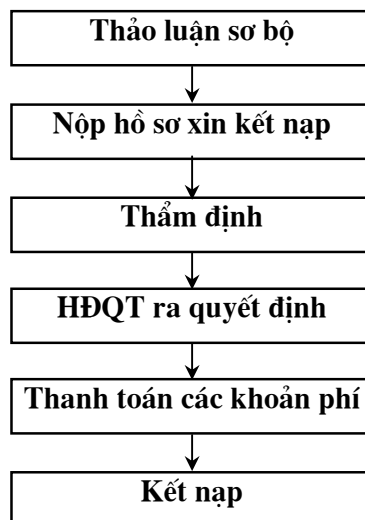 Thảo luận sơ bộ
Nộp hồ sơ xin kết nạp
Thẩm định
HĐQT ra quyết định
Thanh toán các khoản phí
Kết nạp